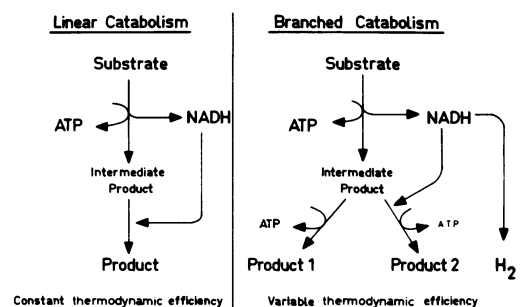 Linear Catabolism
Substrate
ATP
NADH
Intermediate
Product
Product
Constant thermodynamic efficiency
Branched Catabolism
Substrate
ATP
NADH
Intermediate
Product
ATP
ATP
Product 1
Product 2
H2
Variable thermodynamic efficiency